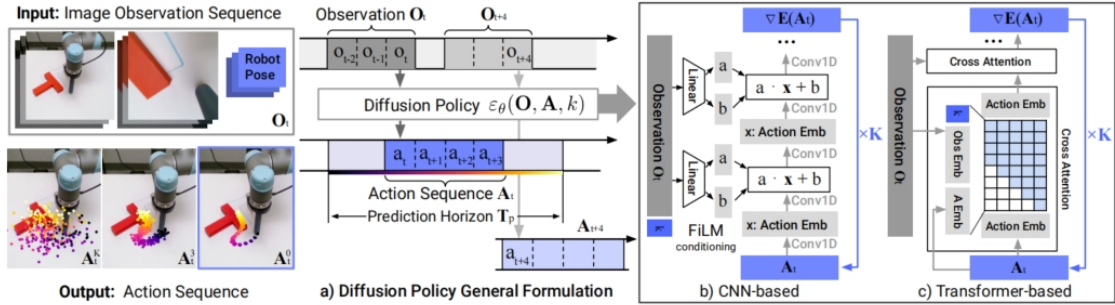 Input: Image Observation Sequence
Robot
Pose
Oₜ
Aₜᴷ
Aₜ³
Aₜ⁰
Output: Action Sequence
Observation Oₜ
Oₜ₊₄
oₜ₋₂ oₜ₋₁ oₜ
oₜ₊₄
Diffusion Policy εθ(O, A, k)
aₜ aₜ₊₁ aₜ₊₂ aₜ₊₃
Action Sequence Aₜ
Prediction Horizon Tₚ
Aₜ₊₄
aₜ₊₄
a) Diffusion Policy General Formulation
∇E(Aₜ)
...
Conv1D
Observation Oₜ
Linear
a
b
a · x + b
Conv1D
x: Action Emb
Conv1D
Linear
a
b
a · x + b
Conv1D
x: Action Emb
Conv1D
FiLM
conditioning
×K
Aₜ
b) CNN-based
∇E(Aₜ)
...
Cross Attention
Observation Oₜ
Action Emb
Obs Emb
A Emb
Cross Attention
Action Emb
×K
Aₜ
c) Transformer-based